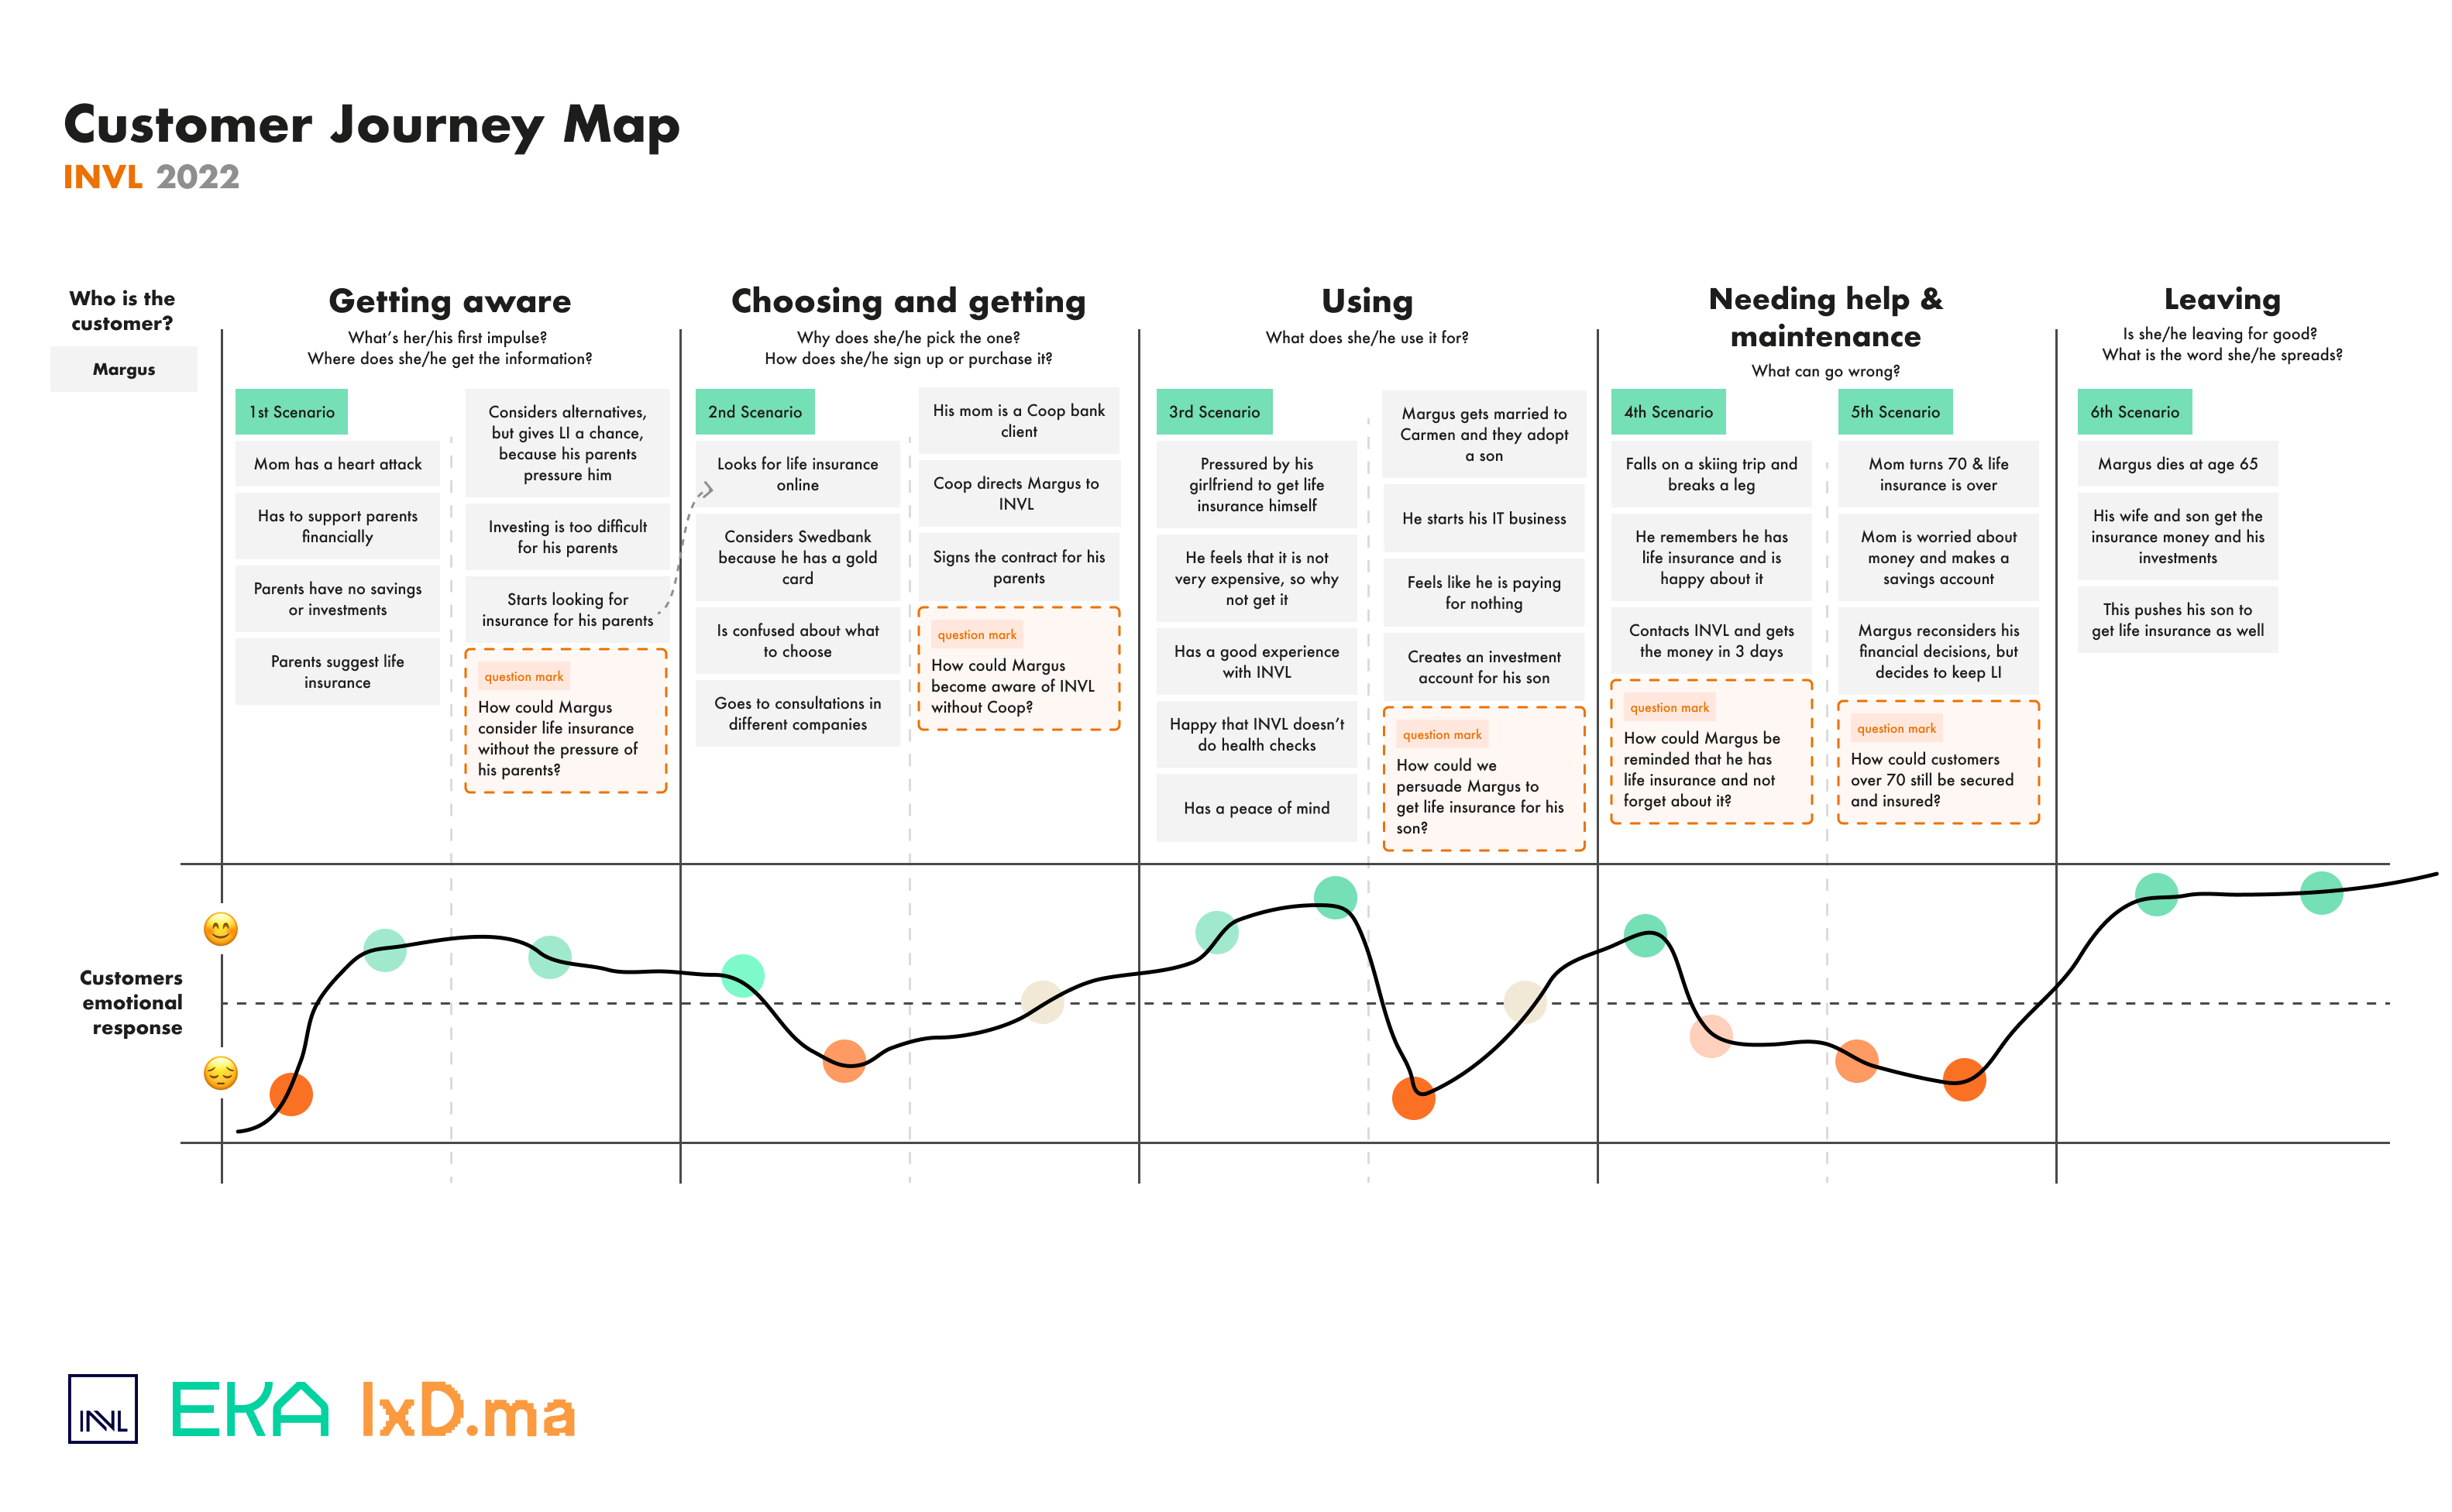 Customer Journey Map
INVL 2022
Who is the
customer?
Margus
Getting aware
What's her/his first impulse?
Where does she/he get the information?
1st Scenario
Mom has a heart attack
Has to support parents
financially
Parents have no savings
or investments
Parents suggest life
insurance
Considers alternatives,
but gives LI a chance,
because his parents
pressure him
Investing is too difficult
for his parents
Starts looking for
insurance for his parents
question mark
How could Margus
consider life insurance
without the pressure of
his parents?
Choosing and getting
Why does she/he pick the one?
How does she/he sign up or purchase it?
2nd Scenario
Looks for life insurance
online
Considers Swedbank
because he has a gold
card
Is confused about what
to choose
Goes to consultations in
different companies
His mom is a Coop bank
client
Coop directs Margus to
INVL
Signs the contract for his
parents
question mark
How could Margus
become aware of INVL
without Coop?
Using
What does she/he use it for?
3rd Scenario
Pressured by his
girlfriend to get life
insurance himself
He feels that it is not
very expensive, so why
not get it
Has a good experience
with INVL
Happy that INVL doesn't
do health checks
Has a peace of mind
Margus gets married to
Carmen and they adopt
a son
He starts his IT business
Feels like he is paying
for nothing
Creates an investment
account for his son
question mark
How could we
persuade Margus to
get life insurance for his
son?
Needing help &
maintenance
What can go wrong?
4th Scenario
Falls on a skiing trip and
breaks a leg
He remembers he has
life insurance and is
happy about it
Contacts INVL and gets
the money in 3 days
question mark
How could Margus be
reminded that he has
life insurance and not
forget about it?
5th Scenario
Mom turns 70 & life
insurance is over
Mom is worried about
money and makes a
savings account
Margus reconsiders his
financial decisions, but
decides to keep LI
question mark
How could customers
over 70 still be secured
and insured?
Leaving
Is she/he leaving for good?
What is the word she/he spreads?
6th Scenario
Margus dies at age 65
His wife and son get the
insurance money and his
investments
This pushes his son to
get life insurance as well
Customers
emotional
response
INVL
EKA
IxD.ma